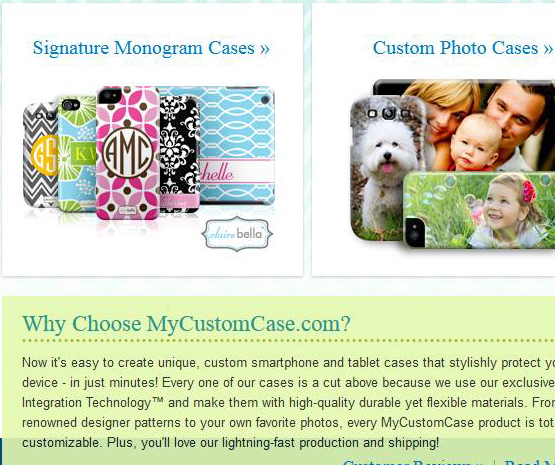 Signature Monogram Cases » Custom Photo Cases »
GS KW AMC helle
claire bella
Why Choose MyCustomCase.com?
Now it's easy to create unique, custom smartphone and tablet cases that stylishly protect yo
device - in just minutes! Every one of our cases is a cut above because we use our exclusive
Integration Technology™ and make them with high-quality durable yet flexible materials. Fro
renowned designer patterns to your own favorite photos, every MyCustomCase product is tot
customizable. Plus, you'll love our lightning-fast production and shipping!
Customer Reviews » | Read M